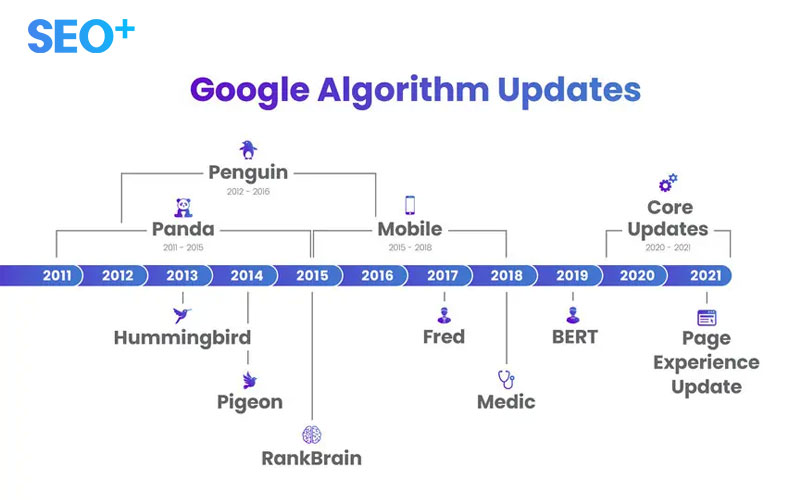 SEO+
Google Algorithm Updates
Penguin
2012 - 2016
Panda
2011 - 2015
Mobile
2015 - 2018
Core
Updates
2020 - 2021
2011 2012 2013 2014 2015 2016 2017 2018 2019 2020 2021
Hummingbird
Fred
BERT
Page
Experience
Update
Pigeon
Medic
RankBrain